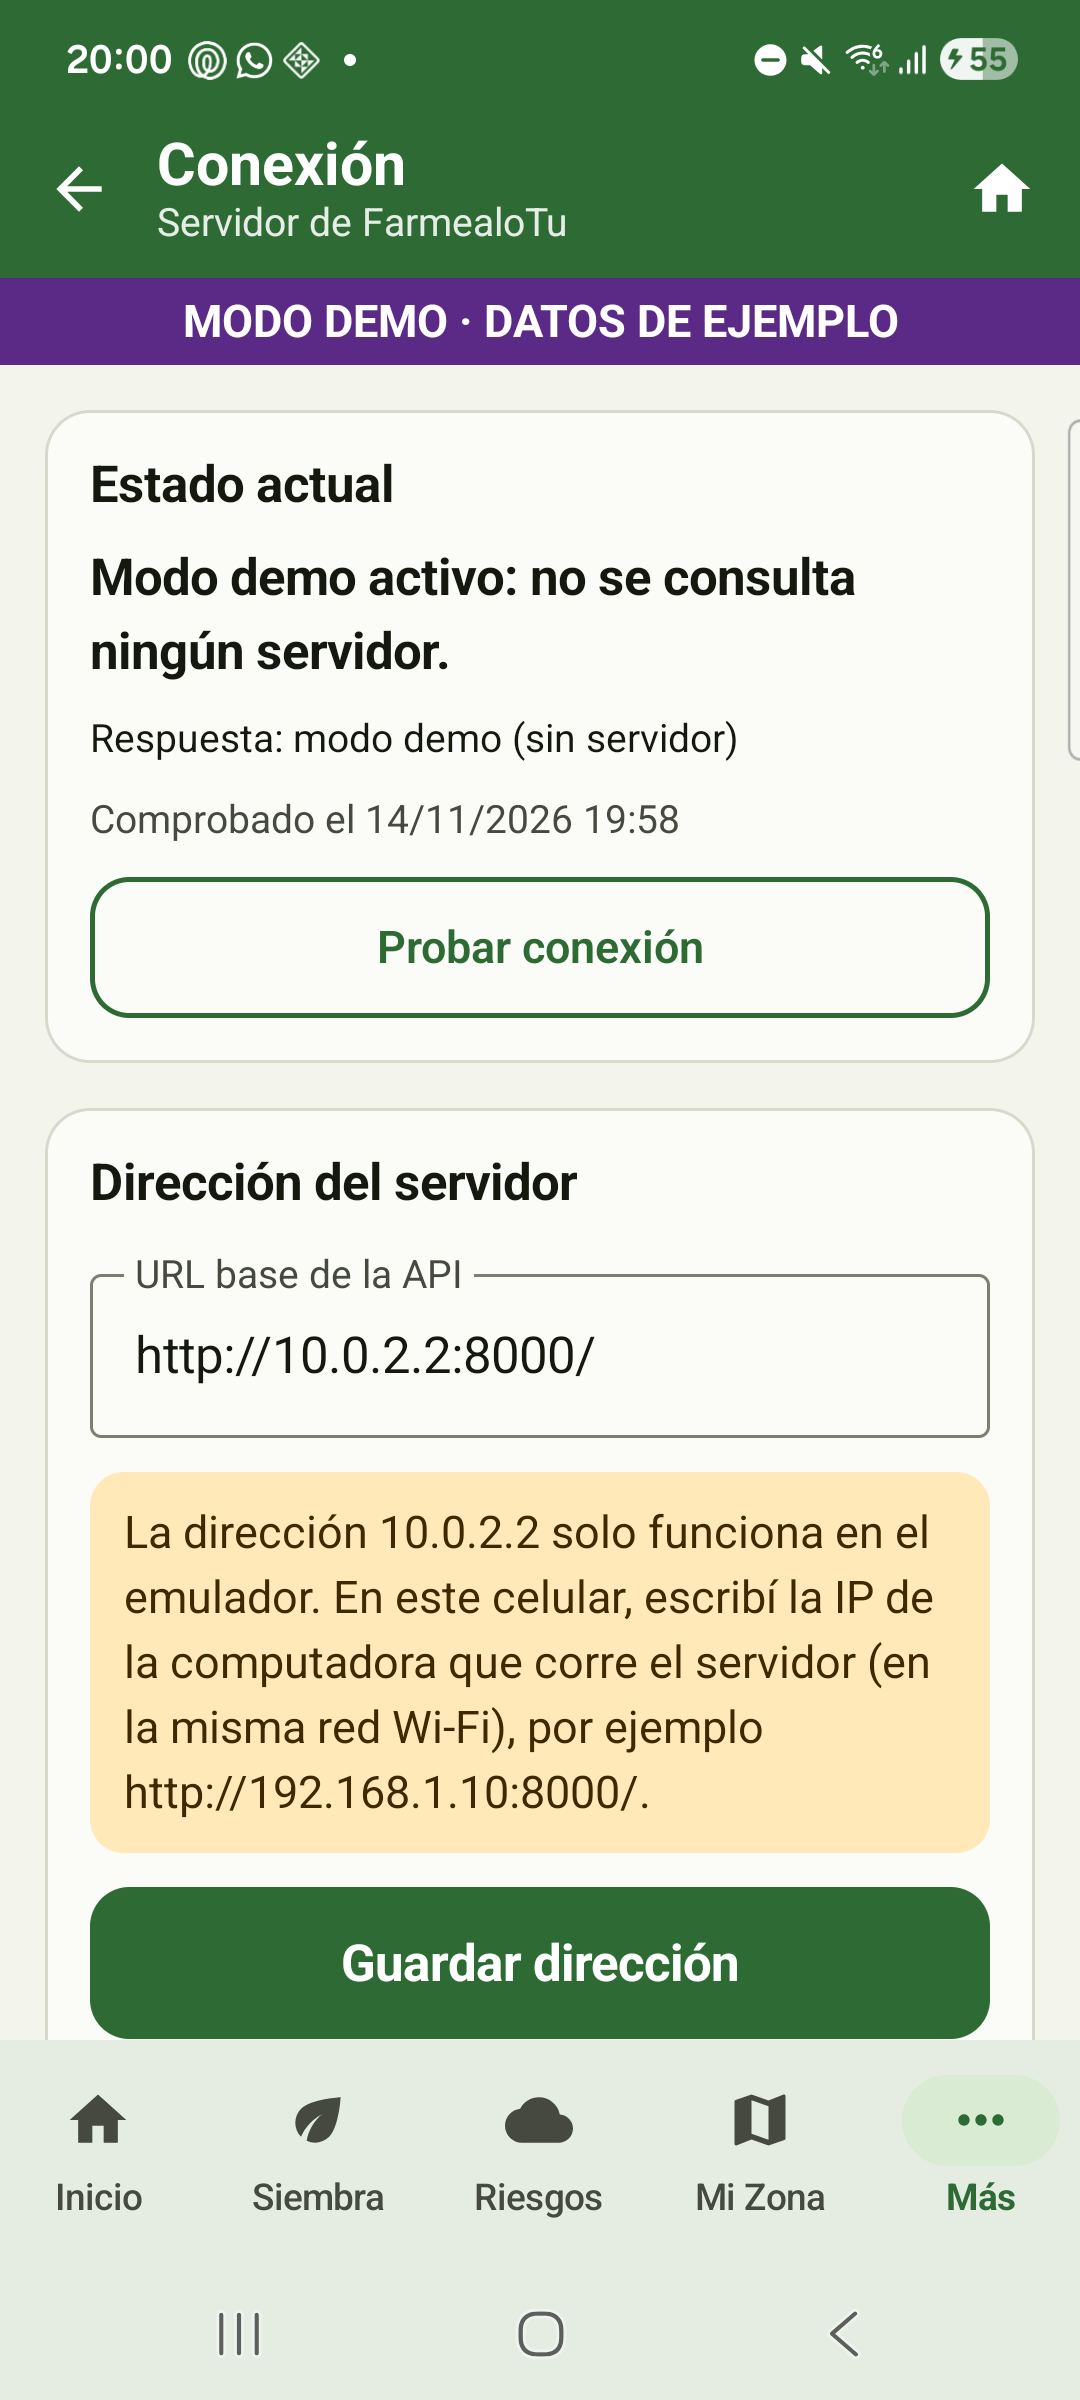 20:00
55
Conexión
Servidor de FarmealoTu
MODO DEMO · DATOS DE EJEMPLO
Estado actual
Modo demo activo: no se consulta
ningún servidor.
Respuesta: modo demo (sin servidor)
Comprobado el 14/11/2026 19:58
Probar conexión
Dirección del servidor
URL base de la API
http://10.0.2.2:8000/
La dirección 10.0.2.2 solo funciona en el
emulador. En este celular, escribí la IP de
la computadora que corre el servidor (en
la misma red Wi-Fi), por ejemplo
http://192.168.1.10:8000/.
Guardar dirección
Inicio
Siembra
Riesgos
Mi Zona
Más